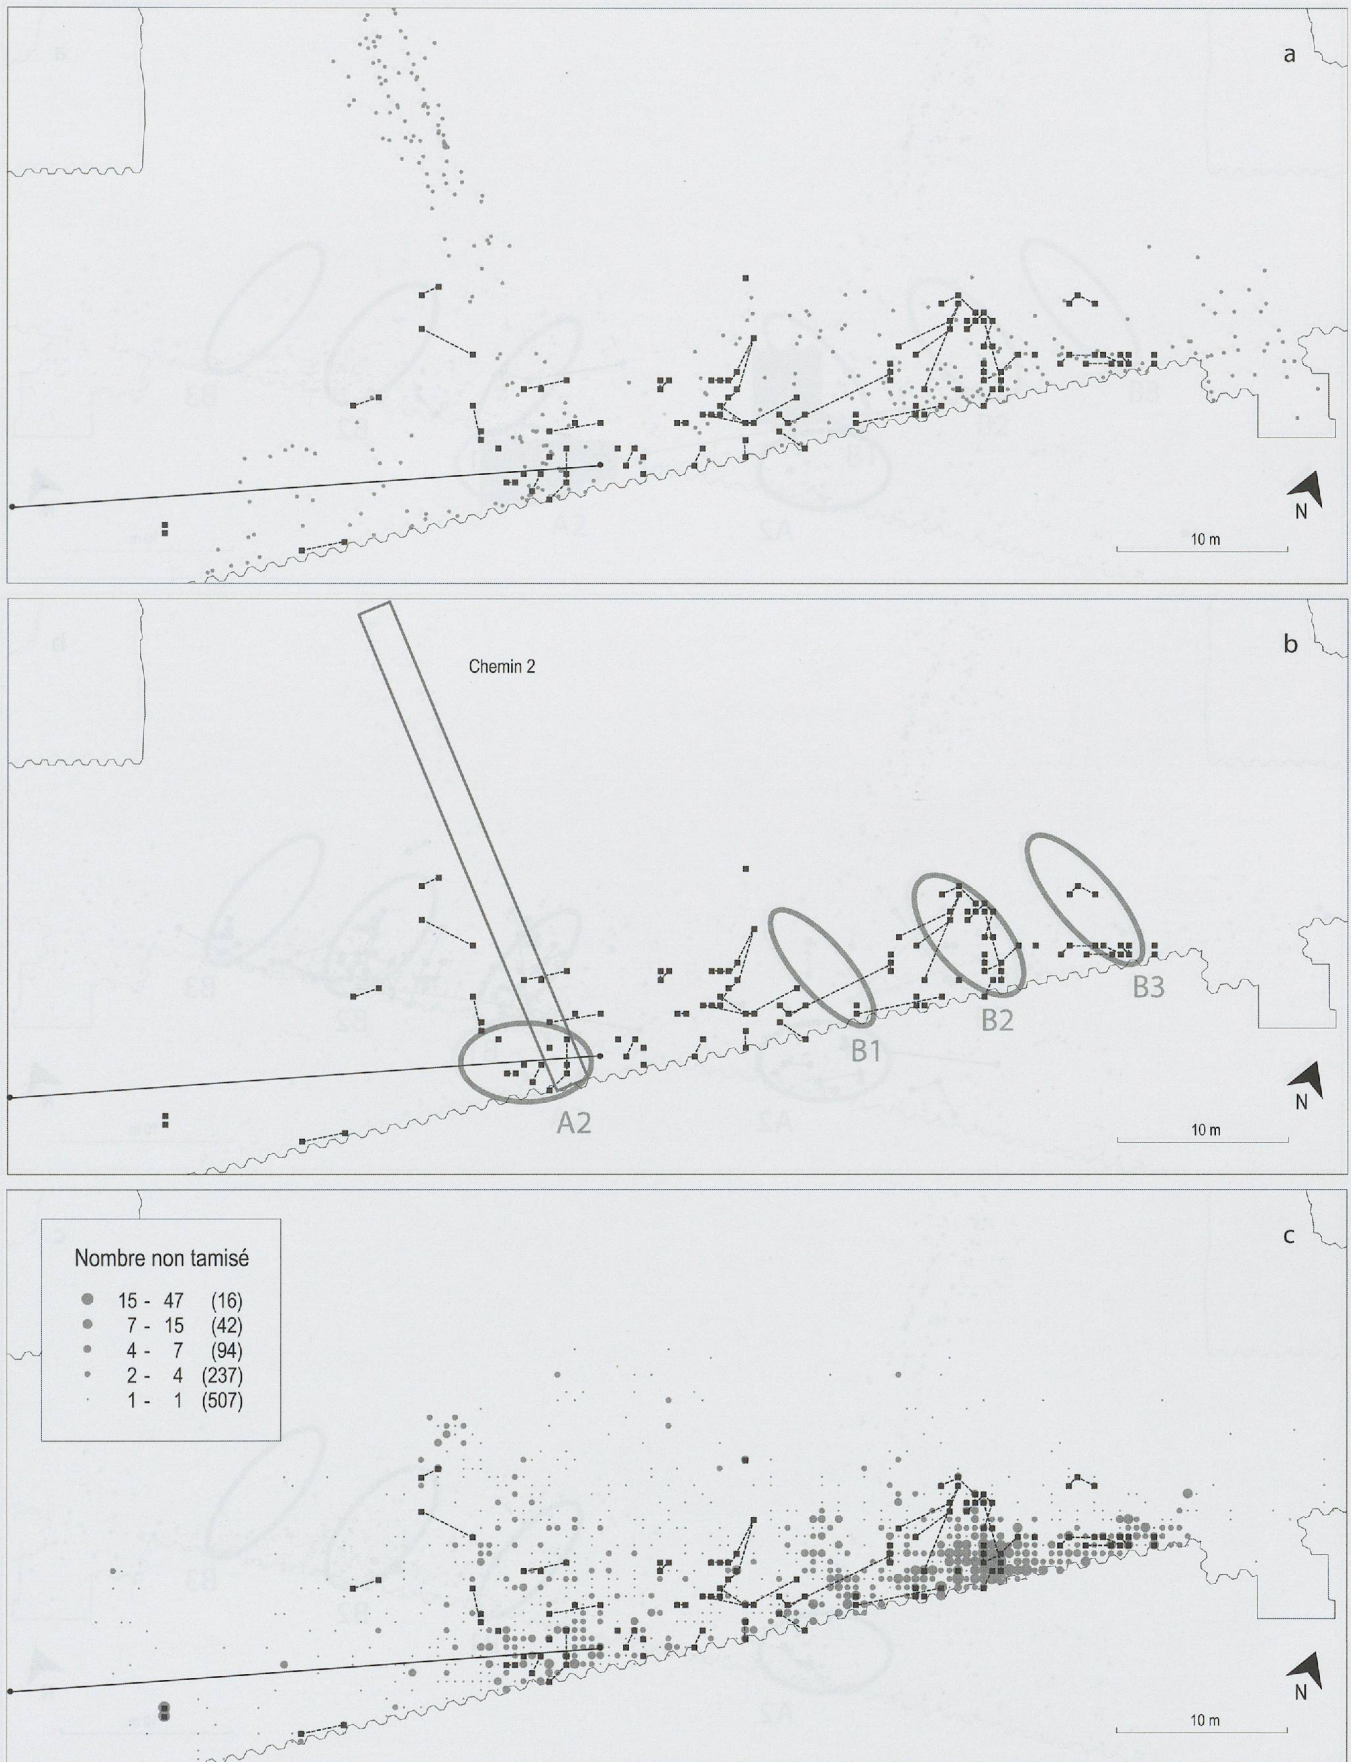 a
N
10 m
b
Chemin 2
A2
B1
B2
B3
N
10 m
c
Nombre non tamisé
15 - 47 (16)
7 - 15 (42)
4 - 7 (94)
2 - 4 (237)
1 - 1 (507)
N
10 m